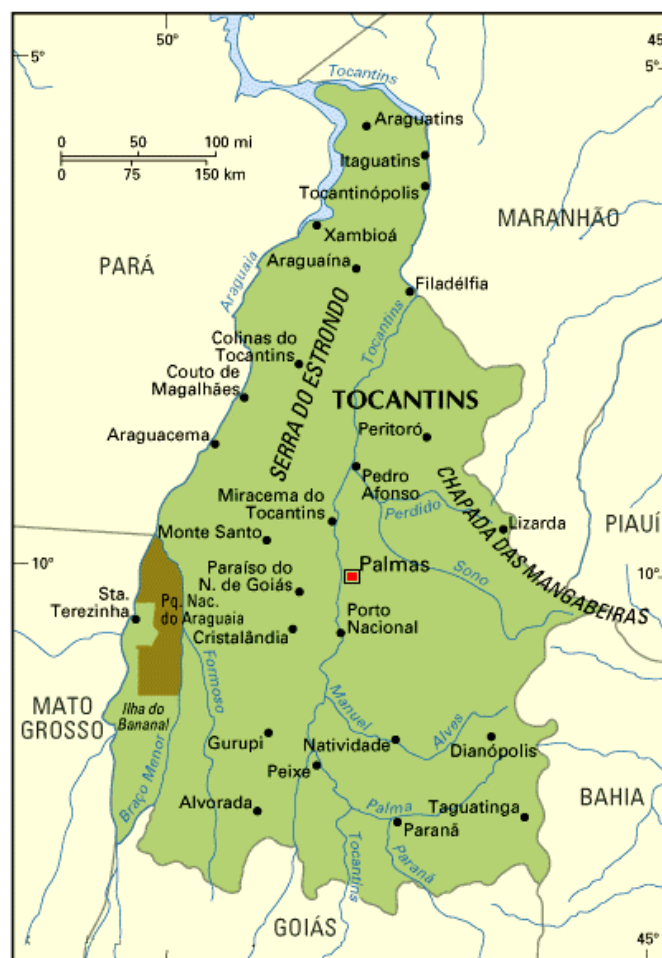 50°
45°
5°
5°
Tocantins
Araguatins
0 50 100 mi
0 75 150 km
Itaguatins
Tocantinópolis
MARANHÃO
Xambioá
PARÁ
Araguaína
Araguaia
Filadélfia
Tocantins
Colinas do
Tocantins
SERRA DO ESTRONDO
Couto de
Magalhães
TOCANTINS
Peritoró
Araguacema
Pedro
Afonso
CHAPADA DAS MANGABEIRAS
Miracema do
Tocantins
Perdido
Lizarda
PIAUÍ
Monte Santo
10°
10°
Palmas
Sono
Paraíso do
N. de Goiás
Sta.
Terezinha
Pq. Nac.
do Araguaia
Cristalândia
Porto
Nacional
Formoso
MATO
GROSSO
Ilha do
Bananal
Manuel Alves
Gurupi
Natividade
Dianópolis
Peixe
Braço Menor
BAHIA
Alvorada
Palma
Taguatinga
Paranã
Tocantins
Paraná
GOIÁS
50°
45°